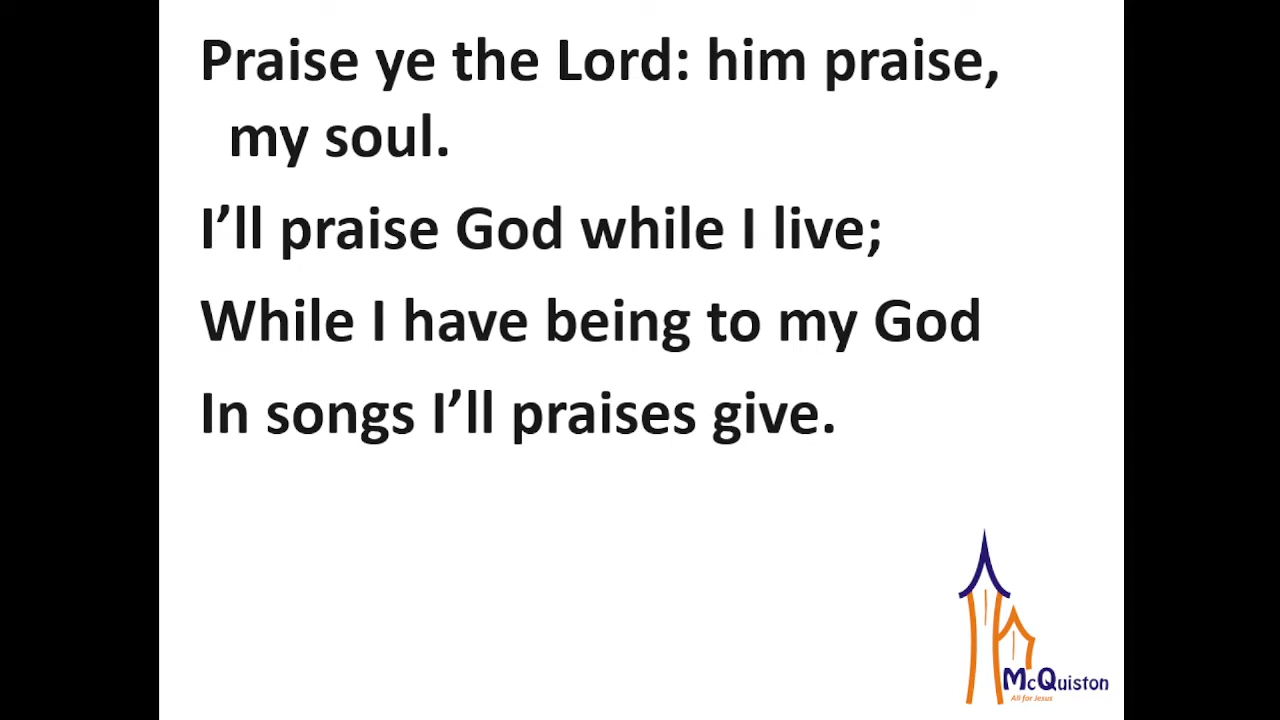 Praise ye the Lord: him praise,
my soul.
I’ll praise God while I live;
While I have being to my God
In songs I’ll praises give.
McQuiston
All for Jesus